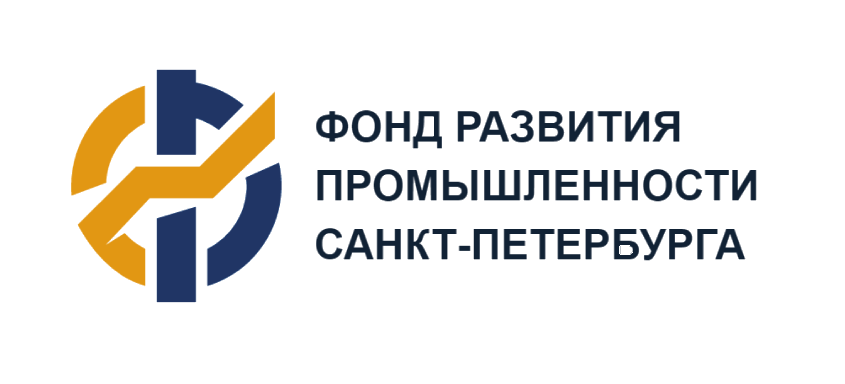 ФОНД РАЗВИТИЯ
ПРОМЫШЛЕННОСТИ
САНКТ-ПЕТЕРБУРГА